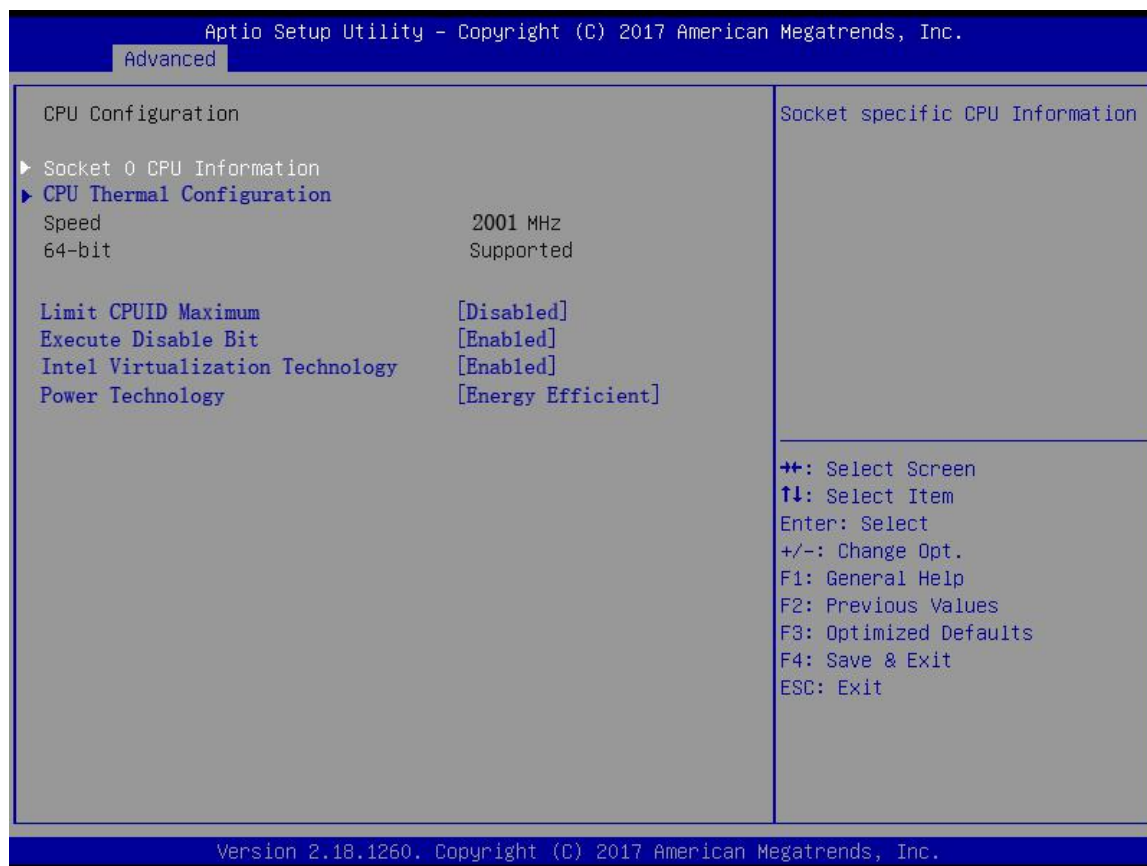 Aptio Setup Utility – Copyright (C) 2017 American Megatrends, Inc.
Advanced
CPU Configuration
Socket 0 CPU Information
CPU Thermal Configuration
Speed 2001 MHz
64-bit Supported
Limit CPUID Maximum [Disabled]
Execute Disable Bit [Enabled]
Intel Virtualization Technology [Enabled]
Power Technology [Energy Efficient]
Socket specific CPU Information
→←: Select Screen
↑↓: Select Item
Enter: Select
+/-: Change Opt.
F1: General Help
F2: Previous Values
F3: Optimized Defaults
F4: Save & Exit
ESC: Exit
Version 2.18.1260. Copyright (C) 2017 American Megatrends, Inc.